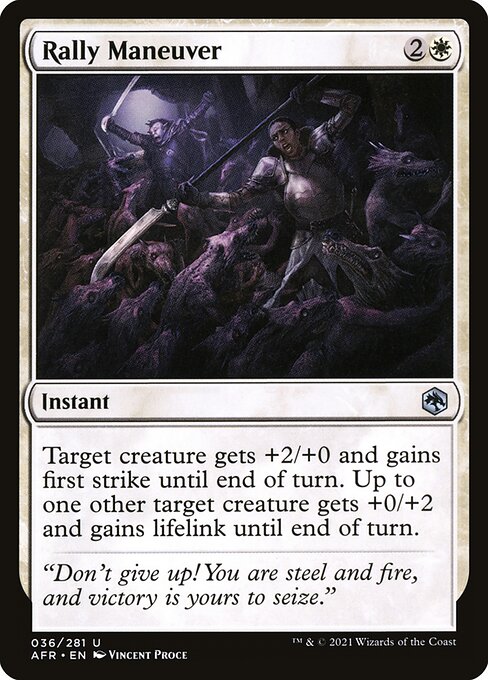 Rally Maneuver 2
Instant
Target creature gets +2/+0 and gains
first strike until end of turn. Up to
one other target creature gets +0/+2
and gains lifelink until end of turn.
“Don’t give up! You are steel and fire,
and victory is yours to seize.”
036/281 U
™ & © 2021 Wizards of the Coast
AFR • EN Vincent Proce